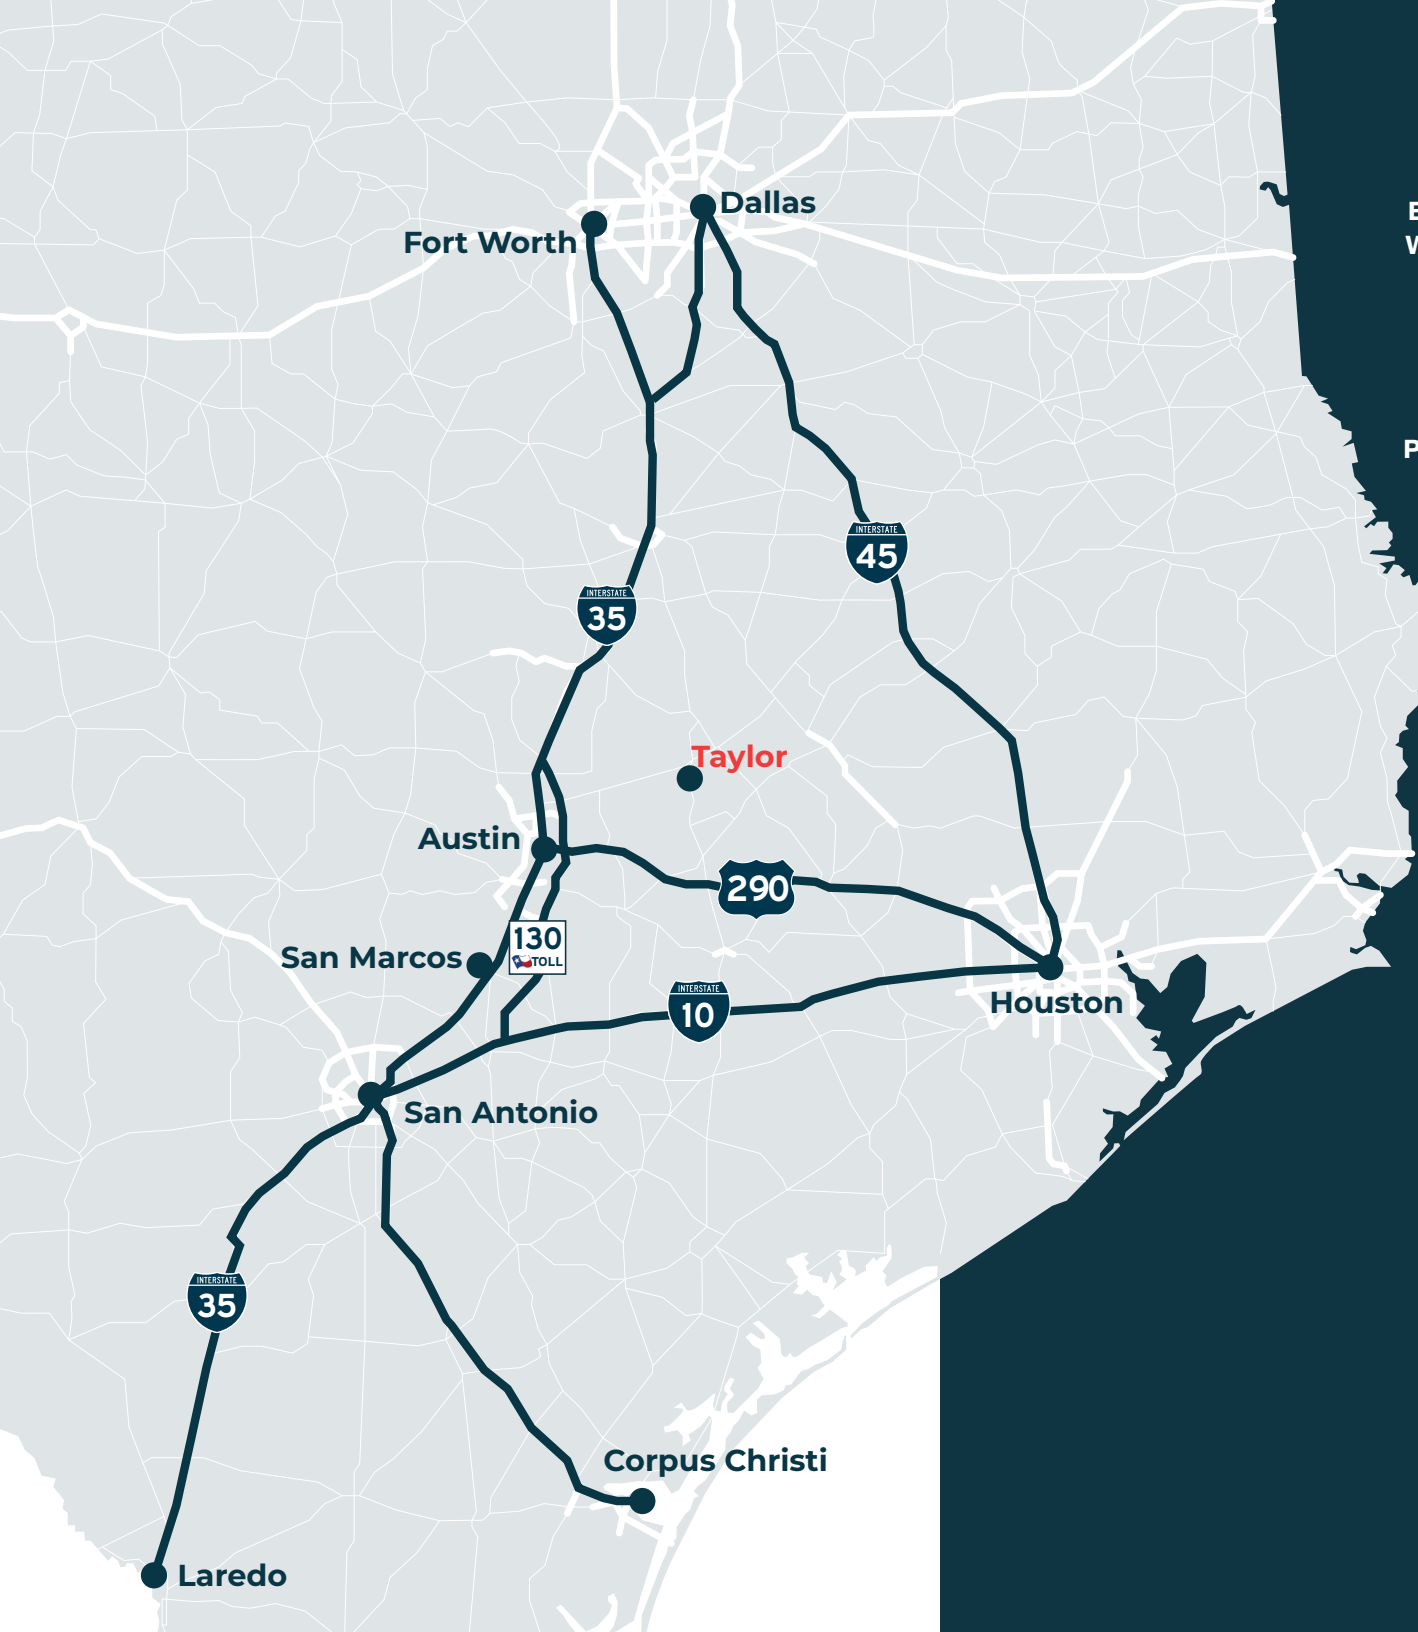 Dallas
E
Fort Worth
W
P
INTERSTATE
45
INTERSTATE
35
Taylor
Austin
290
130
TOLL
San Marcos
INTERSTATE
10
Houston
San Antonio
INTERSTATE
35
Corpus Christi
Laredo